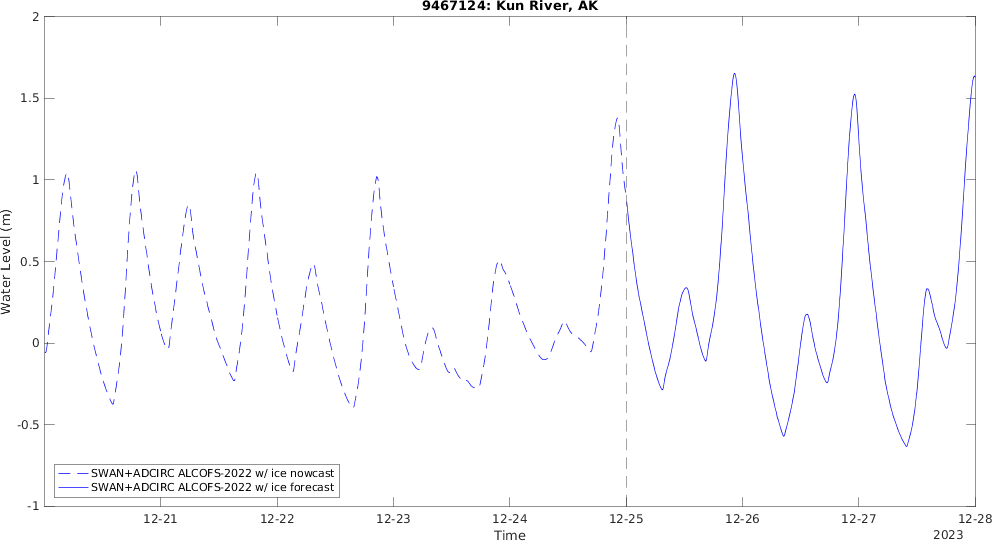 9467124: Kun River, AK
2
1.5
1
0.5
0
-0.5
-1
Water Level (m)
SWAN+ADCIRC ALCOFS-2022 w/ ice nowcast
SWAN+ADCIRC ALCOFS-2022 w/ ice forecast
12-21 12-22 12-23 12-24 12-25 12-26 12-27 12-28
Time
2023